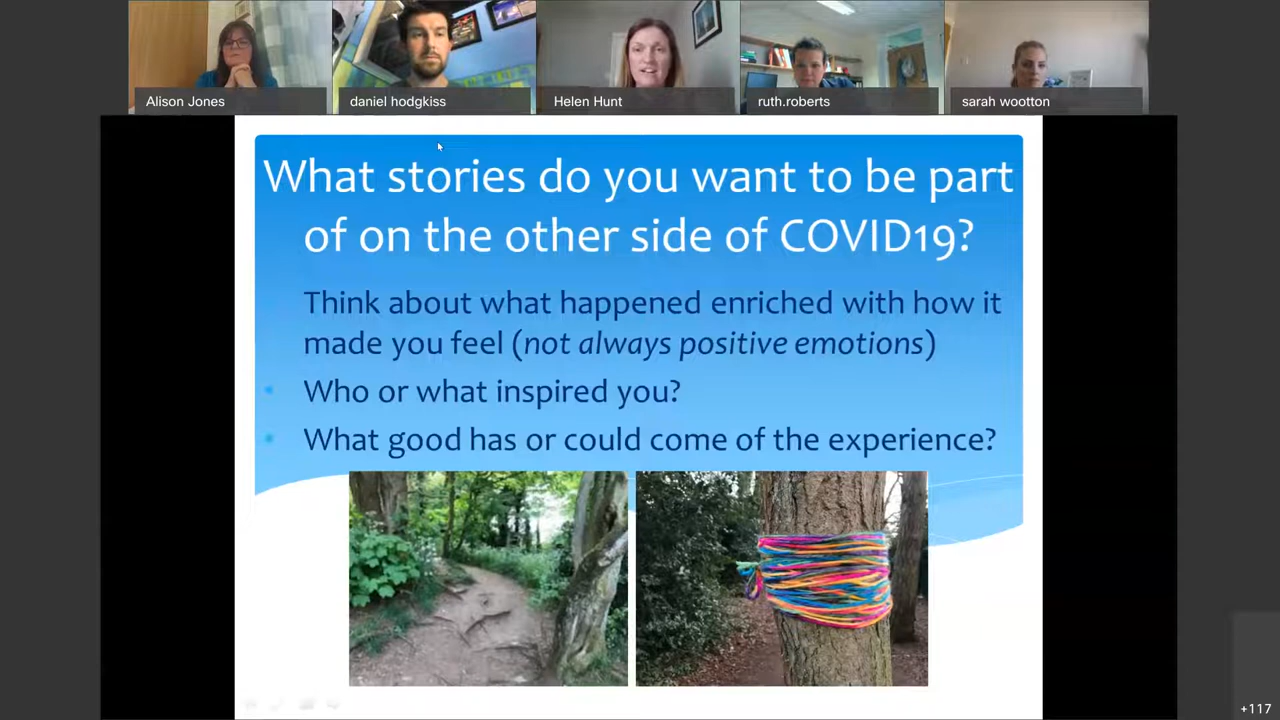 Alison Jones
daniel hodgkiss
Helen Hunt
ruth.roberts
sarah wootton
What stories do you want to be part
of on the other side of COVID19?
Think about what happened enriched with how it
made you feel (not always positive emotions)
• Who or what inspired you?
• What good has or could come of the experience?
+117